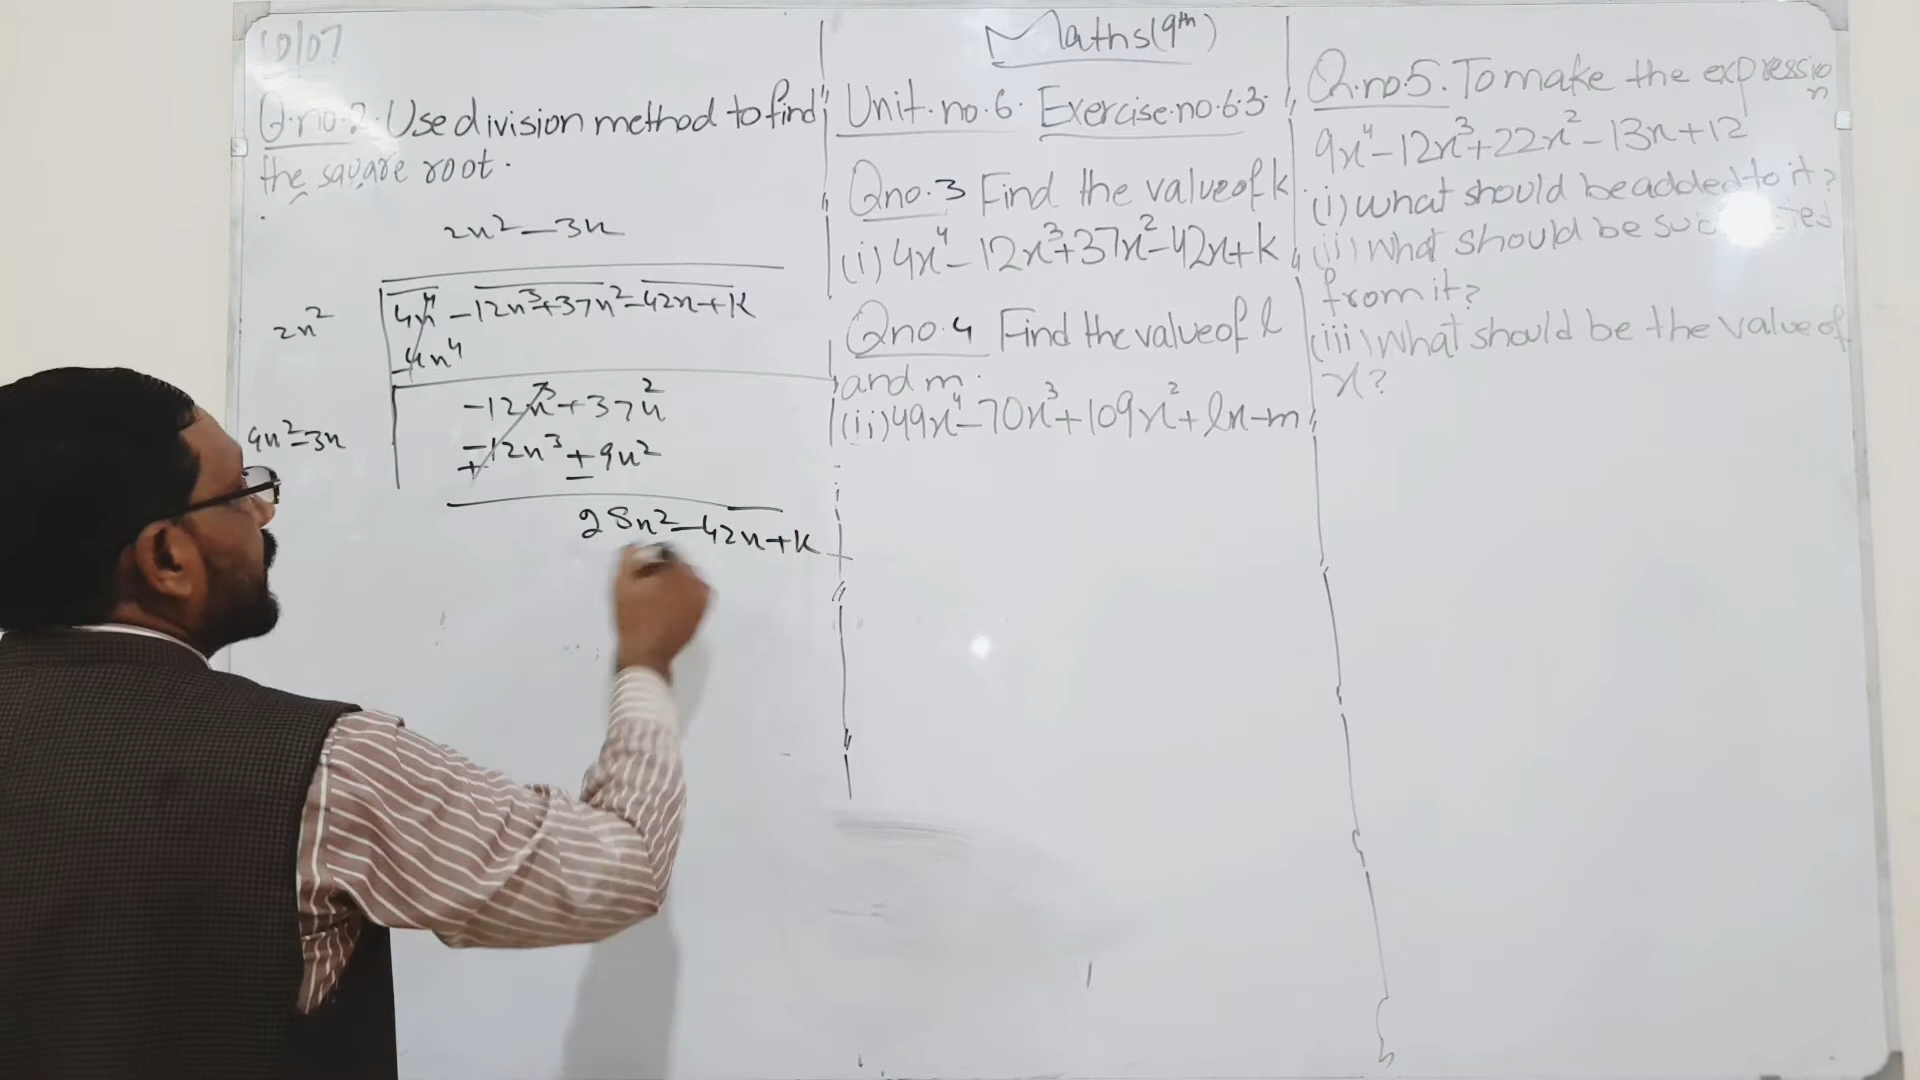 10/07
Q.no.2. Use division method to find
the square root.
2x² - 3x
2x²
4x⁴ - 12x³ + 37x² - 42x + k
4x⁴
-12x³ + 37x²
4x² - 3x
-12x³ + 9x²
28x² - 42x + k
Maths (9th)
Unit.no.6. Exercise.no.6.3.
Qno.3 Find the value of k.
(i) 4x⁴ - 12x³ + 37x² - 42x + k
Qno.4 Find the value of l
and m.
(ii) 49x⁴ - 70x³ + 109x² + lx - m
Q.no5. To make the expression
9x⁴ - 12x³ + 22x² - 13x + 12
(i) what should be added to it?
(ii) What should be
from it?
(iii) What should be the value of
x?